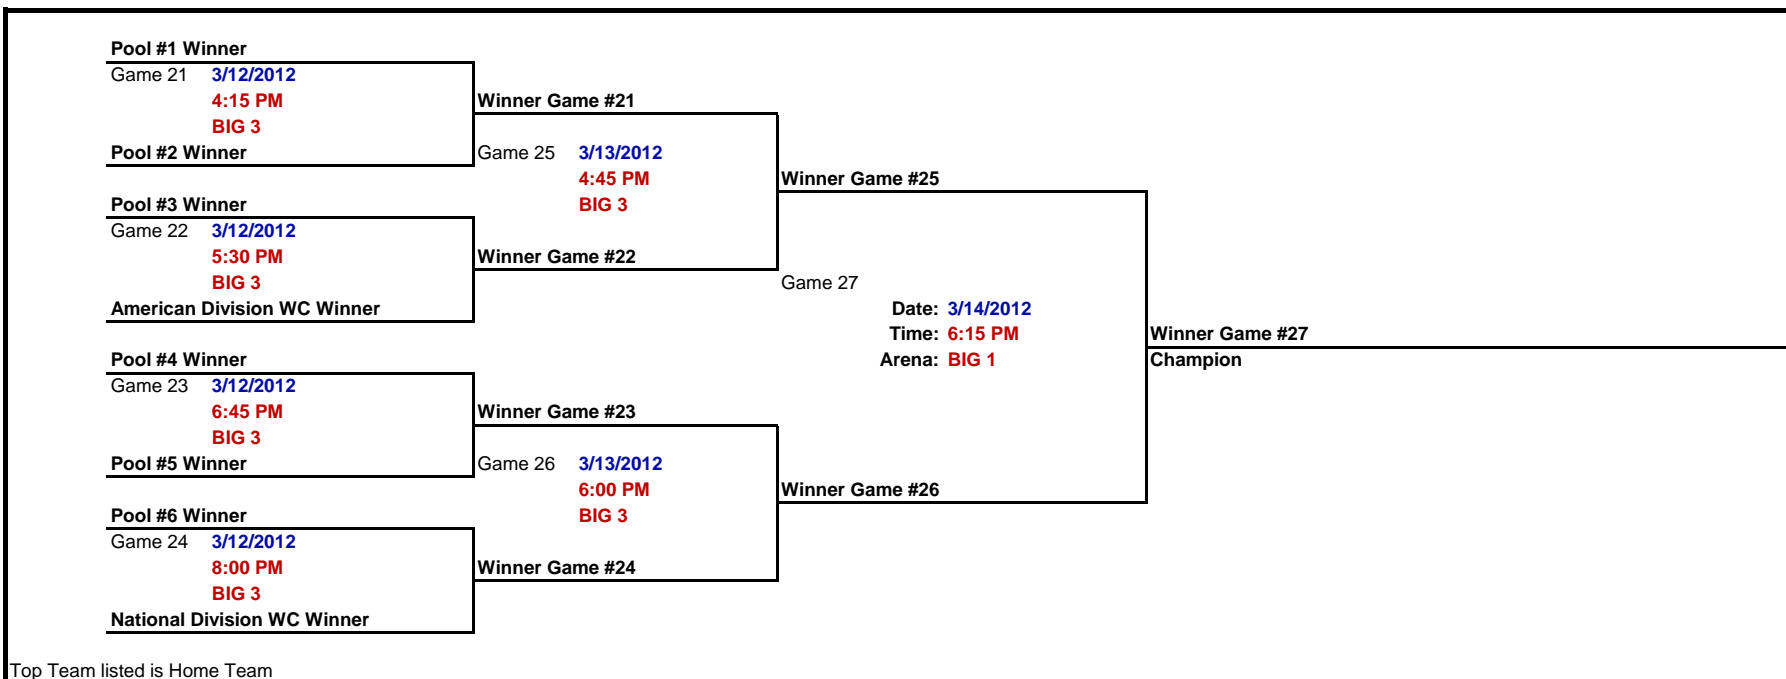 Pool #1 Winner
Game 21 3/12/2012
4:15 PM
BIG 3
Pool #2 Winner
Winner Game #21
Game 25 3/13/2012
4:45 PM
BIG 3
Pool #3 Winner
Game 22 3/12/2012
5:30 PM
BIG 3
American Division WC Winner
Winner Game #22
Winner Game #25
Game 27
Date: 3/14/2012
Time: 6:15 PM
Arena: BIG 1
Winner Game #27
Champion
Pool #4 Winner
Game 23 3/12/2012
6:45 PM
BIG 3
Pool #5 Winner
Winner Game #23
Game 26 3/13/2012
6:00 PM
BIG 3
Winner Game #26
Pool #6 Winner
Game 24 3/12/2012
8:00 PM
BIG 3
National Division WC Winner
Winner Game #24
Top Team listed is Home Team